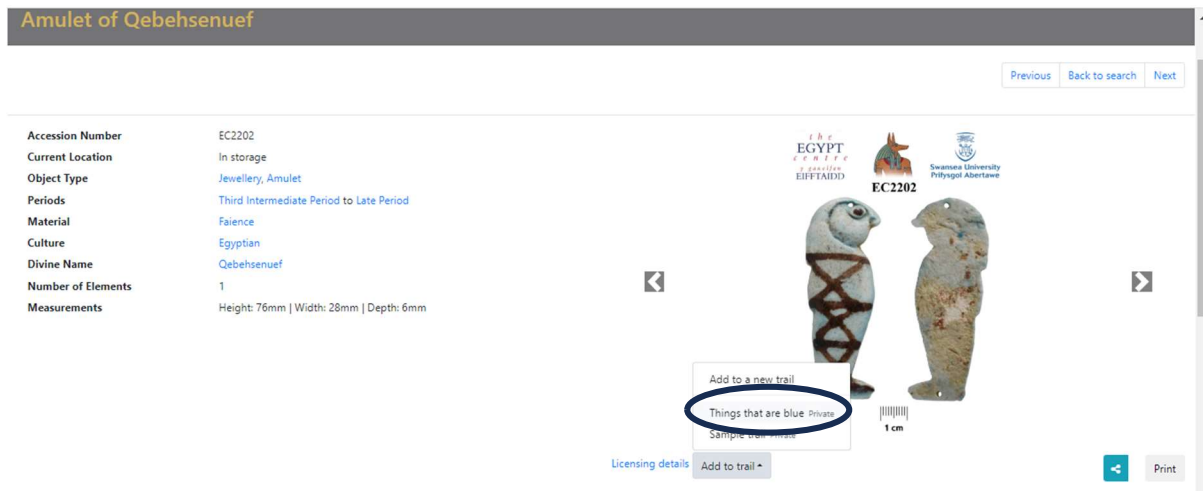 Amulet of Qebehsenuef
Previous Back to search Next
Accession Number EC2202
Current Location In storage
Object Type Jewellery, Amulet
Periods Third Intermediate Period to Late Period
Material Faience
Culture Egyptian
Divine Name Qebehsenuef
Number of Elements 1
Measurements Height: 76mm | Width: 28mm | Depth: 6mm
the
EGYPT
centre
y ganolfan
EIFFTAIDD
Swansea University
Prifysgol Abertawe
EC2202
Add to a new trail
Things that are blue Private
Sample trail Private
1 cm
Licensing details Add to trail
Print